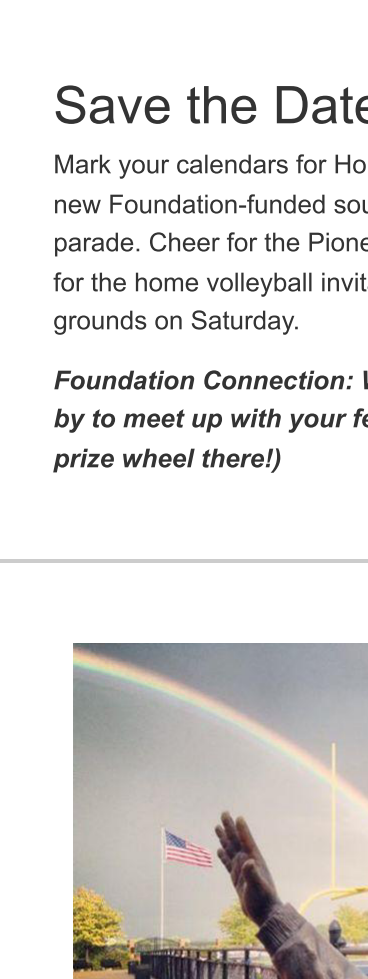 Save the Date
Mark your calendars for Ho
new Foundation-funded sou
parade. Cheer for the Pione
for the home volleyball invit
grounds on Saturday.
Foundation Connection: W
by to meet up with your fe
prize wheel there!)